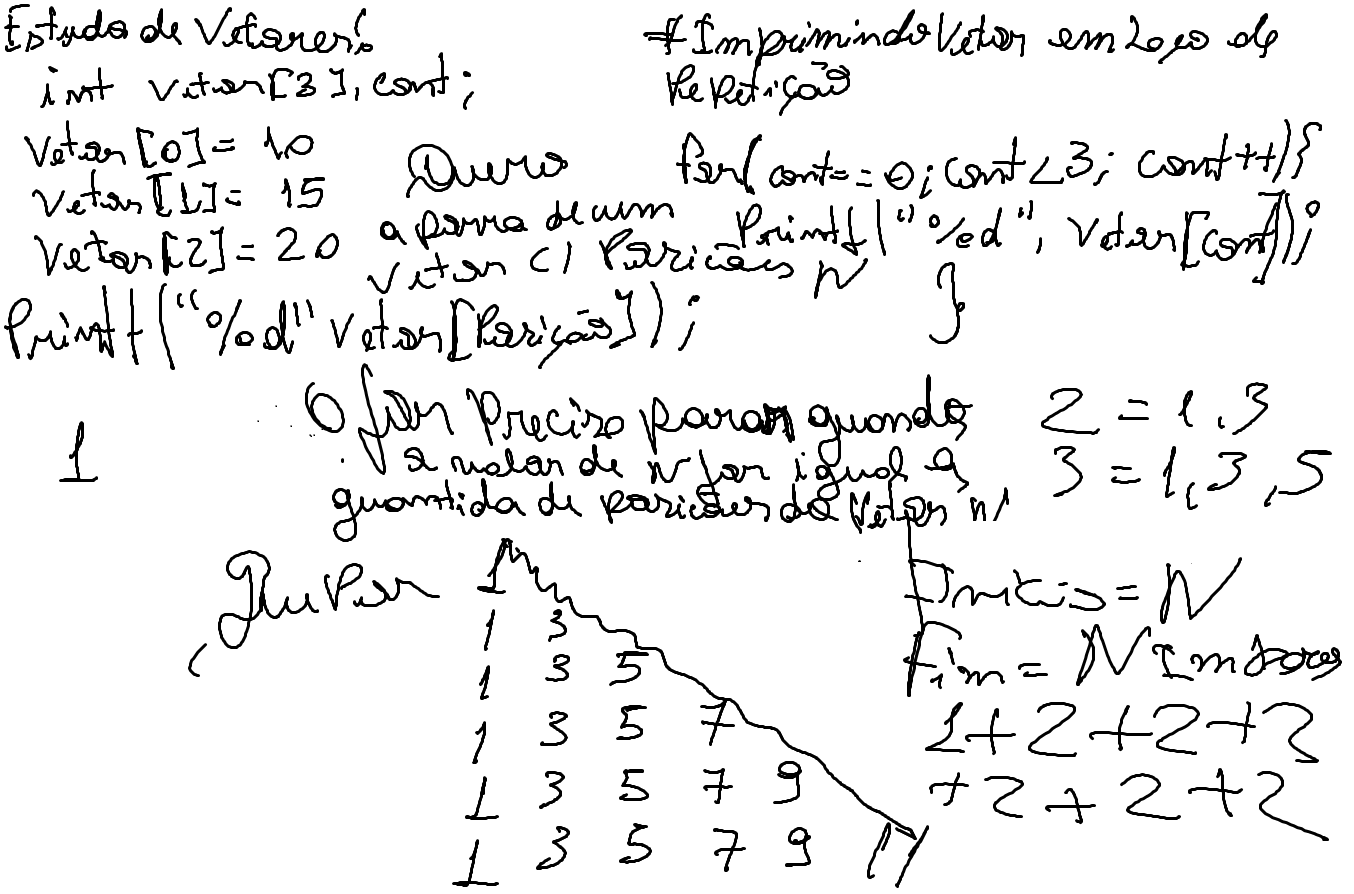 Estudo de Vetores:
int vetor[3], cont;
Vetor[0] = 10
Vetor[1] = 15
Vetor[2] = 20
Printf("%d" Vetor[Posição]);
#Imprimindo Vetor em Laço de
Repetição
for(cont=0; cont<3; cont++){
Printf("%d", Vetor[cont]);
}
Quero
a porra de um
vetor c/ Posições N
1
O for Preciso parar quando
o valor de N for igual a
quantida de posições do Vetor n
2 = 1,3
3 = 1,3,5
1
1 3
1 3 5
1 3 5 7
1 3 5 7 9
1 3 5 7 9 11
Início = N
Fim = N Impares
1+2+2+2
+2+2+2